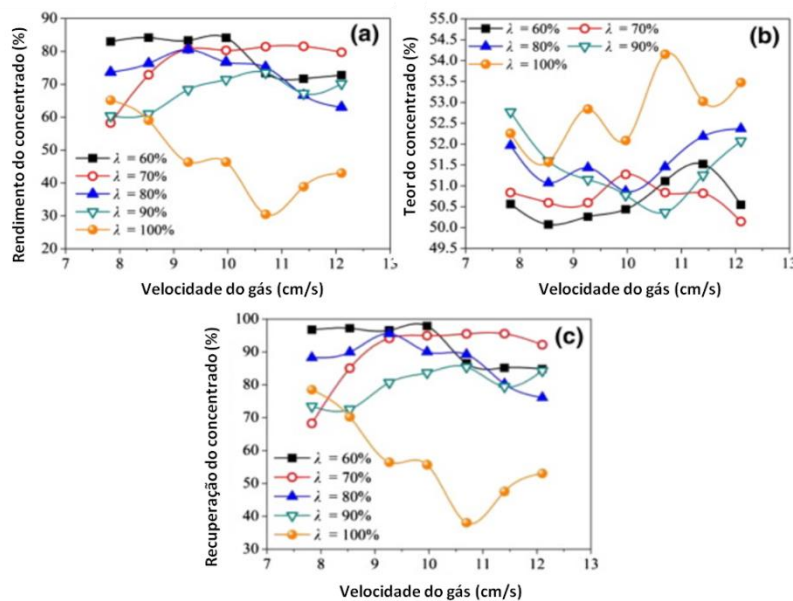 Rendimento do concentrado (%)
90
80
70
60
50
40
30
20
(a)
λ = 60%
λ = 70%
λ = 80%
λ = 90%
λ = 100%
7 8 9 10 11 12 13
Velocidade do gás (cm/s)
Teor do concentrado (%)
55.0
54.5
54.0
53.5
53.0
52.5
52.0
51.5
51.0
50.5
50.0
49.5
(b)
λ = 60% λ = 70%
λ = 80% λ = 90%
λ = 100%
7 8 9 10 11 12 13
Velocidade do gás (cm/s)
Recuperação do concentrado (%)
100
90
80
70
60
50
40
30
(c)
λ = 60%
λ = 70%
λ = 80%
λ = 90%
λ = 100%
7 8 9 10 11 12 13
Velocidade do gás (cm/s)